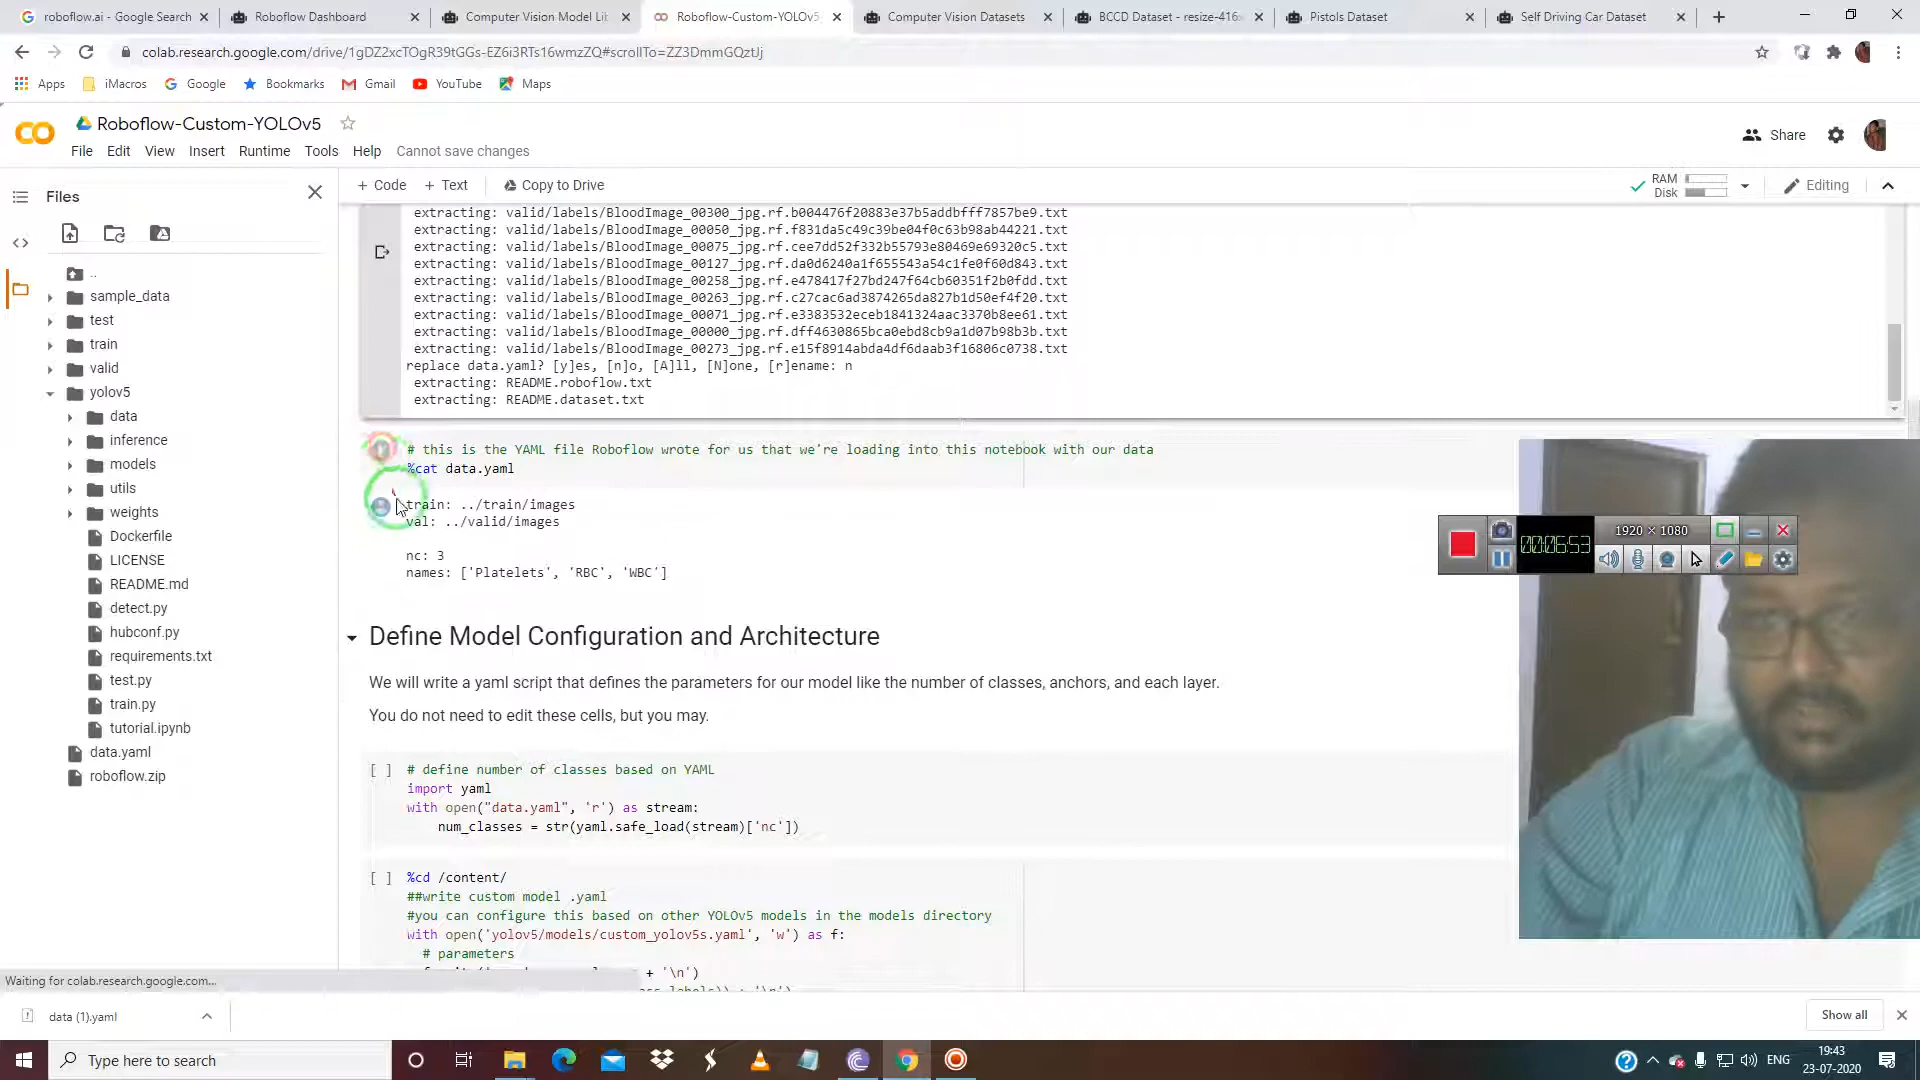 roboflow.ai - Google Search
Roboflow Dashboard
Computer Vision Model Lib
Roboflow-Custom-YOLOv5
Computer Vision Datasets
BCCD Dataset - resize-416x
Pistols Dataset
Self Driving Car Dataset
colab.research.google.com/drive/1gDZ2xcTOgR39tGGs-EZ6i3RTs16wmzZQ#scrollTo=ZZ3DmmGQztJj
Apps
iMacros
Google
Bookmarks
Gmail
YouTube
Maps
CO
Roboflow-Custom-YOLOv5
Share
File Edit View Insert Runtime Tools Help Cannot save changes
Files
+ Code + Text Copy to Drive
RAM
Disk
Editing
..
sample_data
test
train
valid
yolov5
data
inference
models
utils
weights
Dockerfile
LICENSE
README.md
detect.py
hubconf.py
requirements.txt
test.py
train.py
tutorial.ipynb
data.yaml
roboflow.zip
extracting: valid/labels/BloodImage_00300_jpg.rf.b004476f20883e37b5addbfff7857be9.txt
extracting: valid/labels/BloodImage_00050_jpg.rf.f831da5c49c39be04f0c63b98ab44221.txt
extracting: valid/labels/BloodImage_00075_jpg.rf.cee7dd52f332b55793e80469e69320c5.txt
extracting: valid/labels/BloodImage_00127_jpg.rf.da0d6240a1f655543a54c1fe0f60d843.txt
extracting: valid/labels/BloodImage_00258_jpg.rf.e478417f27bd247f64cb60351f2b0fdd.txt
extracting: valid/labels/BloodImage_00263_jpg.rf.c27cac6ad3874265da827b1d50ef4f20.txt
extracting: valid/labels/BloodImage_00071_jpg.rf.e3383532eceb1841324aac3370b8ee61.txt
extracting: valid/labels/BloodImage_00000_jpg.rf.dff4630865bca0ebd8cb9a1d07b98b3b.txt
extracting: valid/labels/BloodImage_00273_jpg.rf.e15f8914abda4df6daab3f16806c0738.txt
replace data.yaml? [y]es, [n]o, [A]ll, [N]one, [r]ename: n
extracting: README.roboflow.txt
extracting: README.dataset.txt
# this is the YAML file Roboflow wrote for us that we're loading into this notebook with our data
%cat data.yaml
train: ../train/images
val: ../valid/images
nc: 3
names: ['Platelets', 'RBC', 'WBC']
1920 × 1080
00:06:53
Define Model Configuration and Architecture
We will write a yaml script that defines the parameters for our model like the number of classes, anchors, and each layer.
You do not need to edit these cells, but you may.
[ ] # define number of classes based on YAML
import yaml
with open("data.yaml", 'r') as stream:
num_classes = str(yaml.safe_load(stream)['nc'])
[ ] %cd /content/
##write custom model .yaml
#you can configure this based on other YOLOv5 models in the models directory
with open('yolov5/models/custom_yolov5s.yaml', 'w') as f:
# parameters
+ '\n')
Waiting for colab.research.google.com...
data (1).yaml
Show all
Type here to search
ENG
19:43
23-07-2020